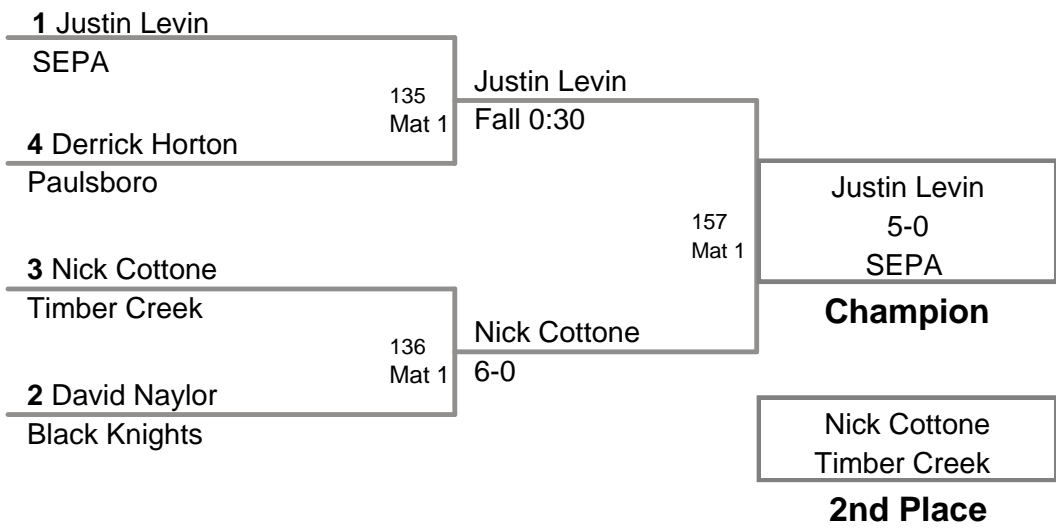 1 Justin Levin
SEPA
135
Mat 1
4 Derrick Horton
Paulsboro
Justin Levin
Fall 0:30
3 Nick Cottone
Timber Creek
136
Mat 1
2 David Naylor
Black Knights
Nick Cottone
6-0
157
Mat 1
Justin Levin
5-0
SEPA
Champion
Nick Cottone
Timber Creek
2nd Place